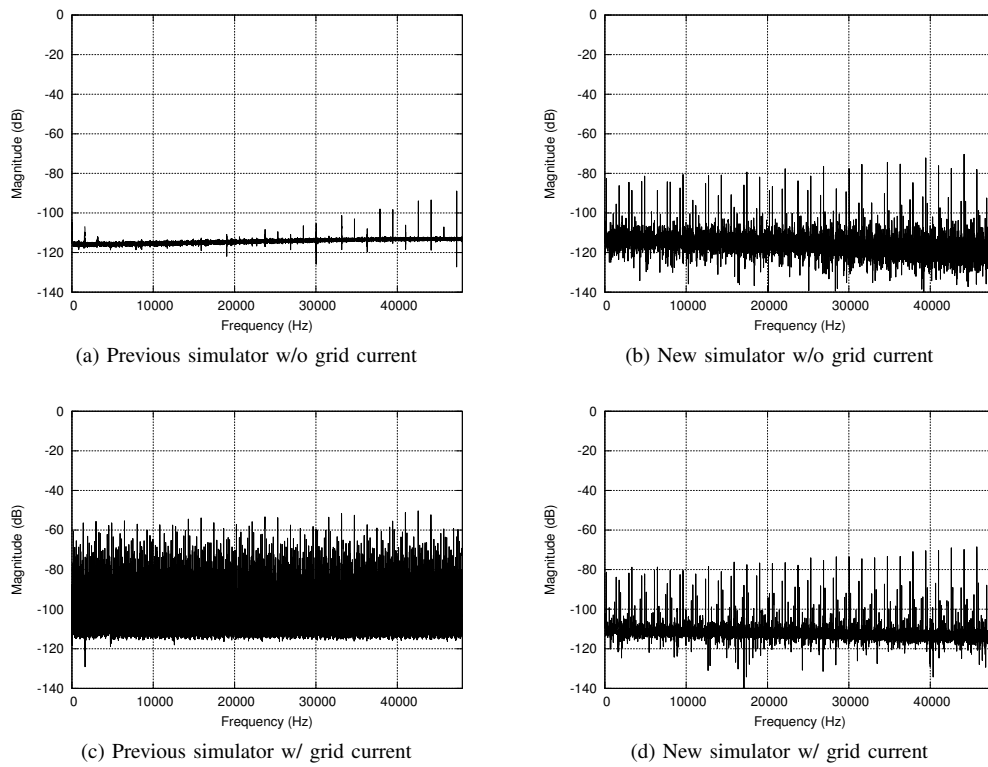 0
-20
-40
-60
-80
-100
-120
-140
Magnitude (dB)
0 10000 20000 30000 40000
Frequency (Hz)
(a) Previous simulator w/o grid current
0
-20
-40
-60
-80
-100
-120
-140
Magnitude (dB)
0 10000 20000 30000 40000
Frequency (Hz)
(b) New simulator w/o grid current
0
-20
-40
-60
-80
-100
-120
-140
Magnitude (dB)
0 10000 20000 30000 40000
Frequency (Hz)
(c) Previous simulator w/ grid current
0
-20
-40
-60
-80
-100
-120
-140
Magnitude (dB)
0 10000 20000 30000 40000
Frequency (Hz)
(d) New simulator w/ grid current